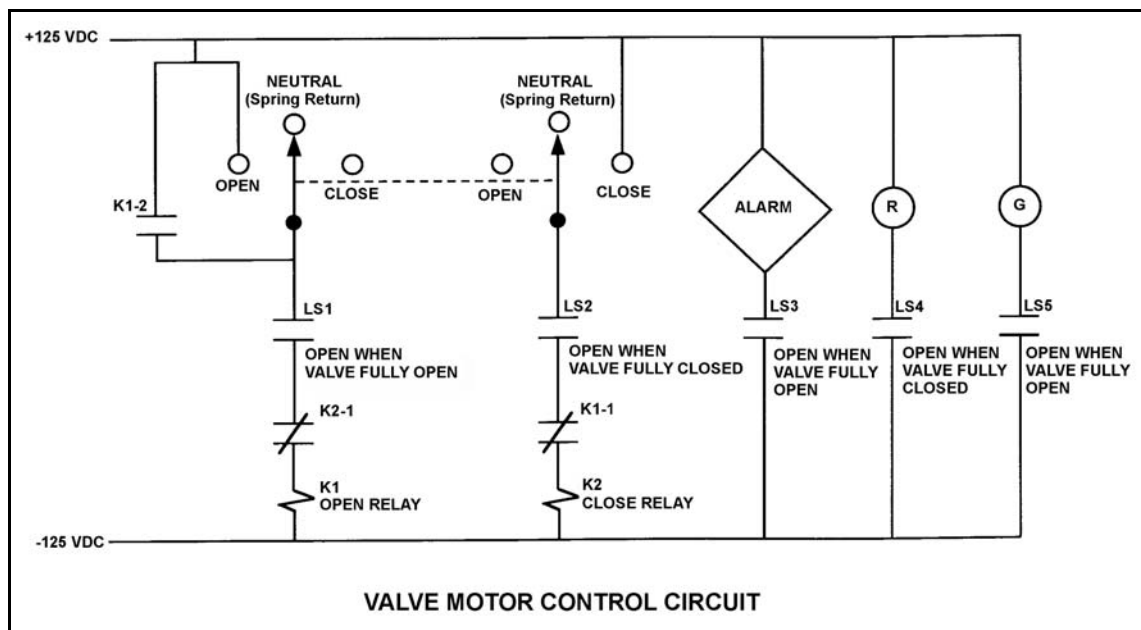 +125 VDC
NEUTRAL
(Spring Return)
NEUTRAL
(Spring Return)
OPEN
CLOSE
OPEN
CLOSE
K1-2
ALARM
R
G
LS1
OPEN WHEN
VALVE FULLY OPEN
LS2
OPEN WHEN
VALVE FULLY CLOSED
LS3
OPEN WHEN
VALVE FULLY
OPEN
LS4
OPEN WHEN
VALVE FULLY
CLOSED
LS5
OPEN WHEN
VALVE FULLY
OPEN
K2-1
K1-1
K1
OPEN RELAY
K2
CLOSE RELAY
-125 VDC
VALVE MOTOR CONTROL CIRCUIT